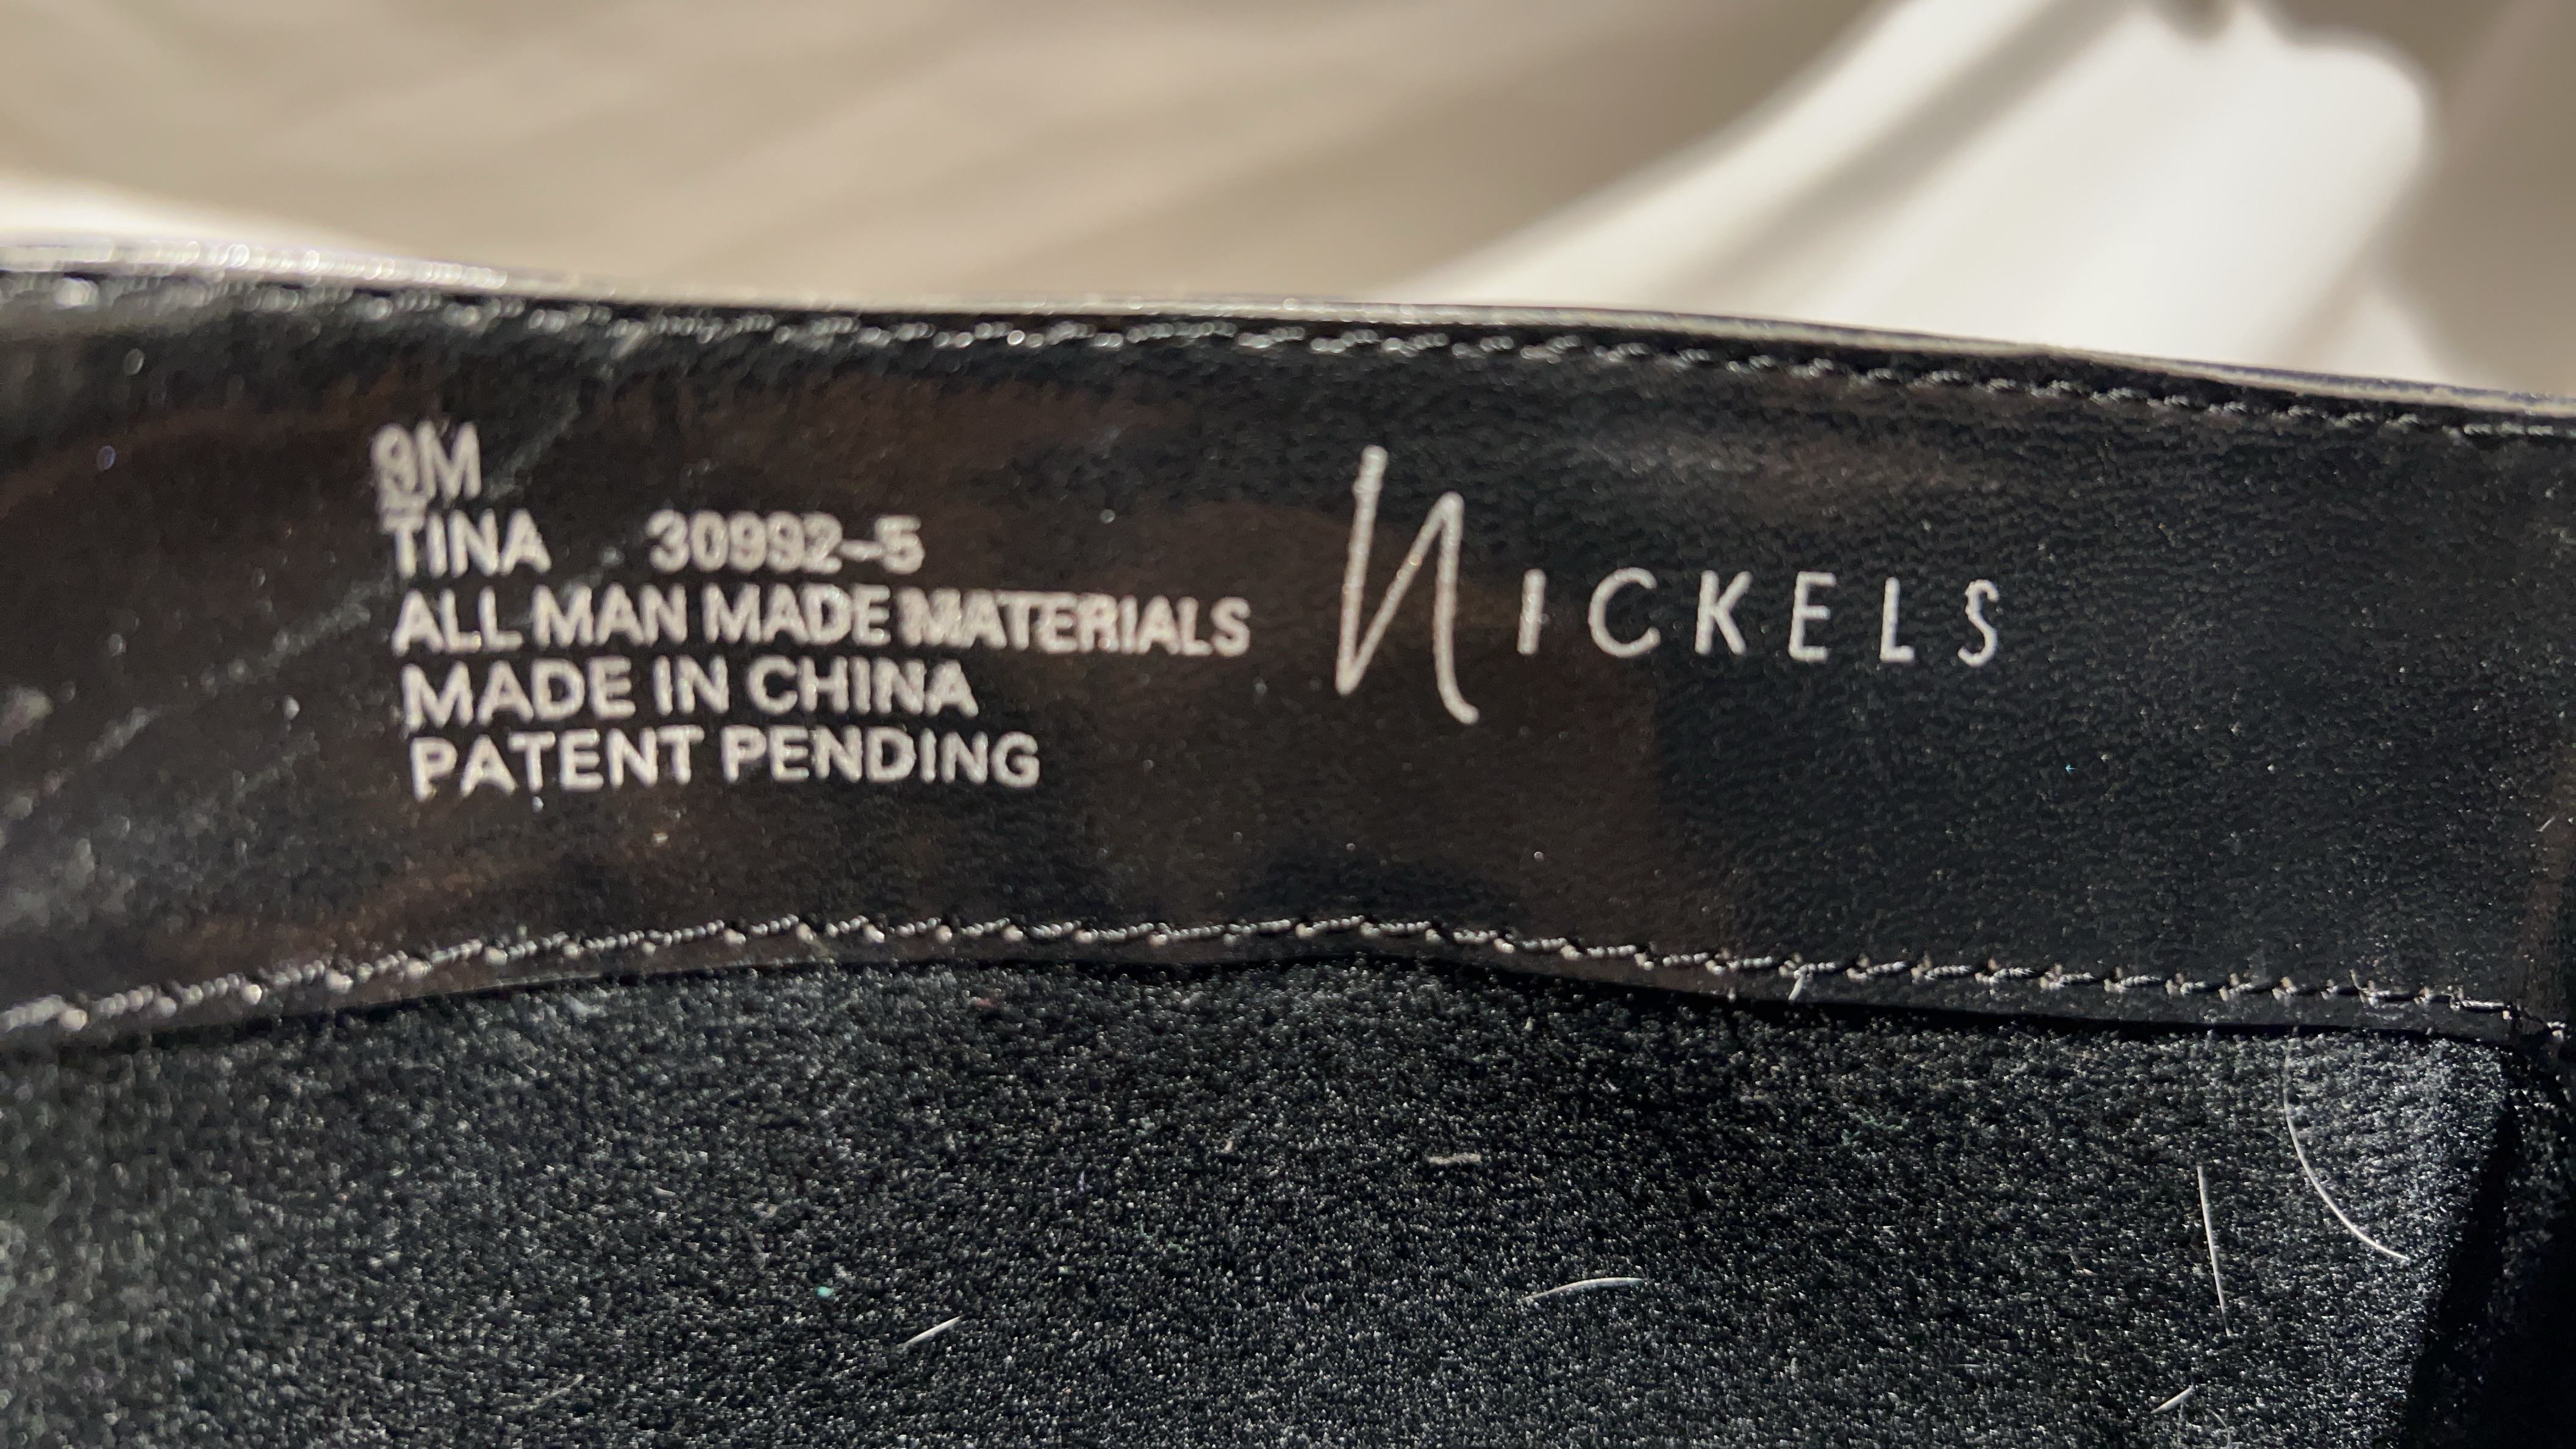 9M
TINA 30992-5
ALL MAN MADE MATERIALS
MADE IN CHINA
PATENT PENDING
NICKELS